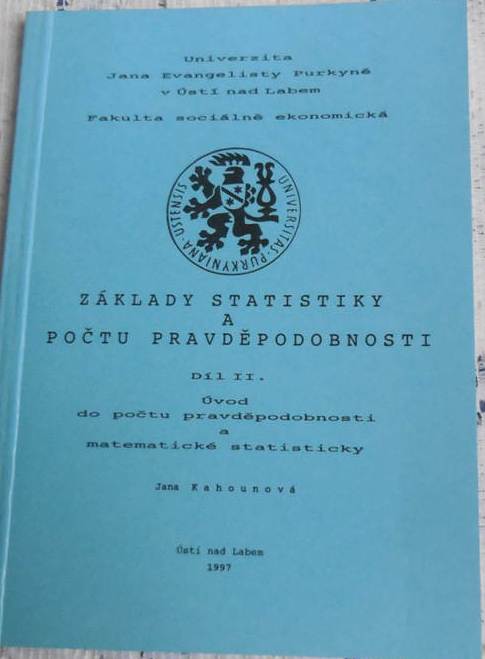 Univerzita
Jana Evangelisty Purkyně
v Ústí nad Labem
Fakulta sociálně ekonomická
UNIVERSITAS · PURKYNIANA · USTENSIS
ZÁKLADY STATISTIKY
A
POČTU PRAVDĚPODOBNOSTI
Díl II.
Úvod
do počtu pravděpodobnosti
a
matematické statisticky
Jana Kahounová
Ústí nad Labem
1997